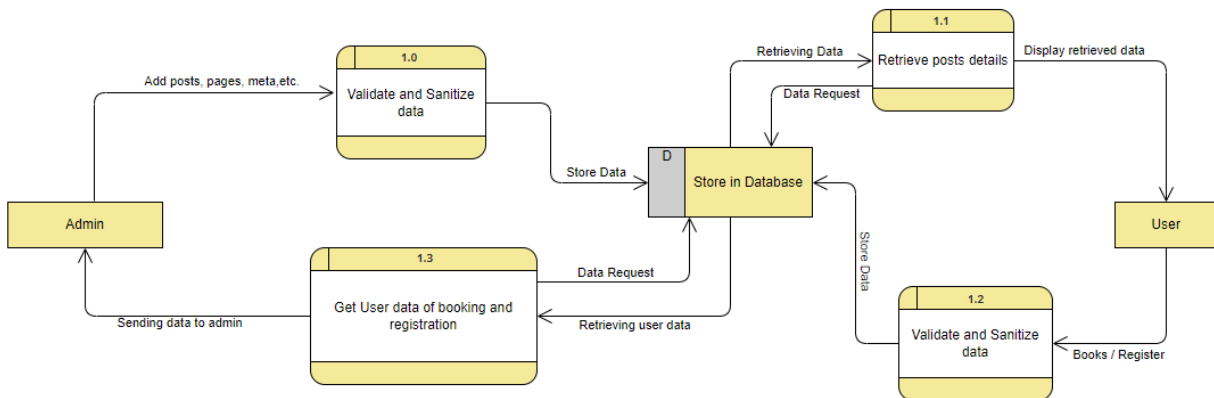 1.1
Retrieve posts details
Retrieving Data
Display retrieved data
Data Request
1.0
Validate and Sanitize
data
Add posts, pages, meta,etc.
Store Data
D
Store in Database
Admin
User
Store Data
1.3
Get User data of booking and
registration
Data Request
Retrieving user data
Sending data to admin
1.2
Validate and Sanitize
data
Books / Register